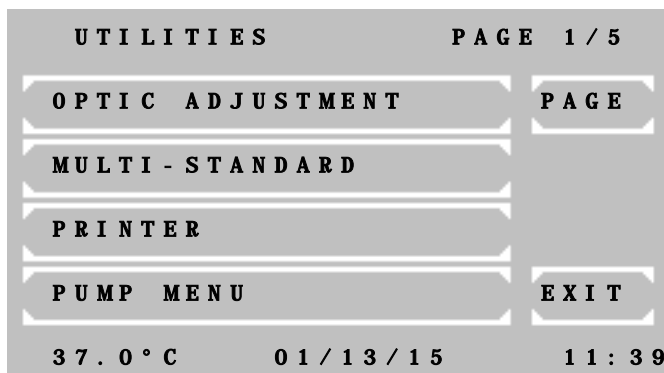 UTILITIES PAGE 1/5
OPTIC ADJUSTMENT PAGE
MULTI-STANDARD
PRINTER
PUMP MENU EXIT
37.0°C 01/13/15 11:39